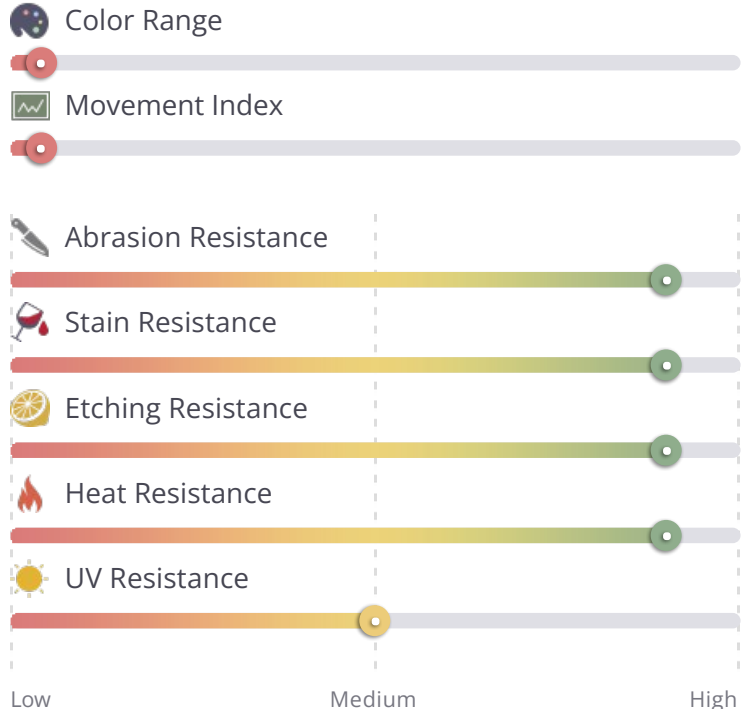 Color Range
Movement Index
Abrasion Resistance
Stain Resistance
Etching Resistance
Heat Resistance
UV Resistance
Low Medium High